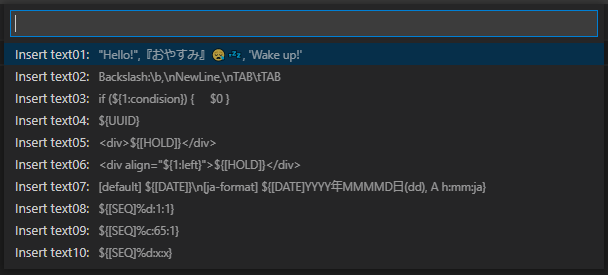 Insert text01: "Hello!",『おやすみ』😪💤, 'Wake up!'
Insert text02: Backslash:\b,\nNewLine,\nTAB\tTAB
Insert text03: if (${1:condision}) { $0 }
Insert text04: ${UUID}
Insert text05: <div>${[HOLD]}</div>
Insert text06: <div align="${1:left}">${[HOLD]}</div>
Insert text07: [default] ${[DATE]}\n[ja-format] ${[DATE]YYYY年MMMMD日(dd), A h:mm:ja}
Insert text08: ${[SEQ]%d:1:1}
Insert text09: ${[SEQ]%c:65:1}
Insert text10: ${[SEQ]%d:x:x}